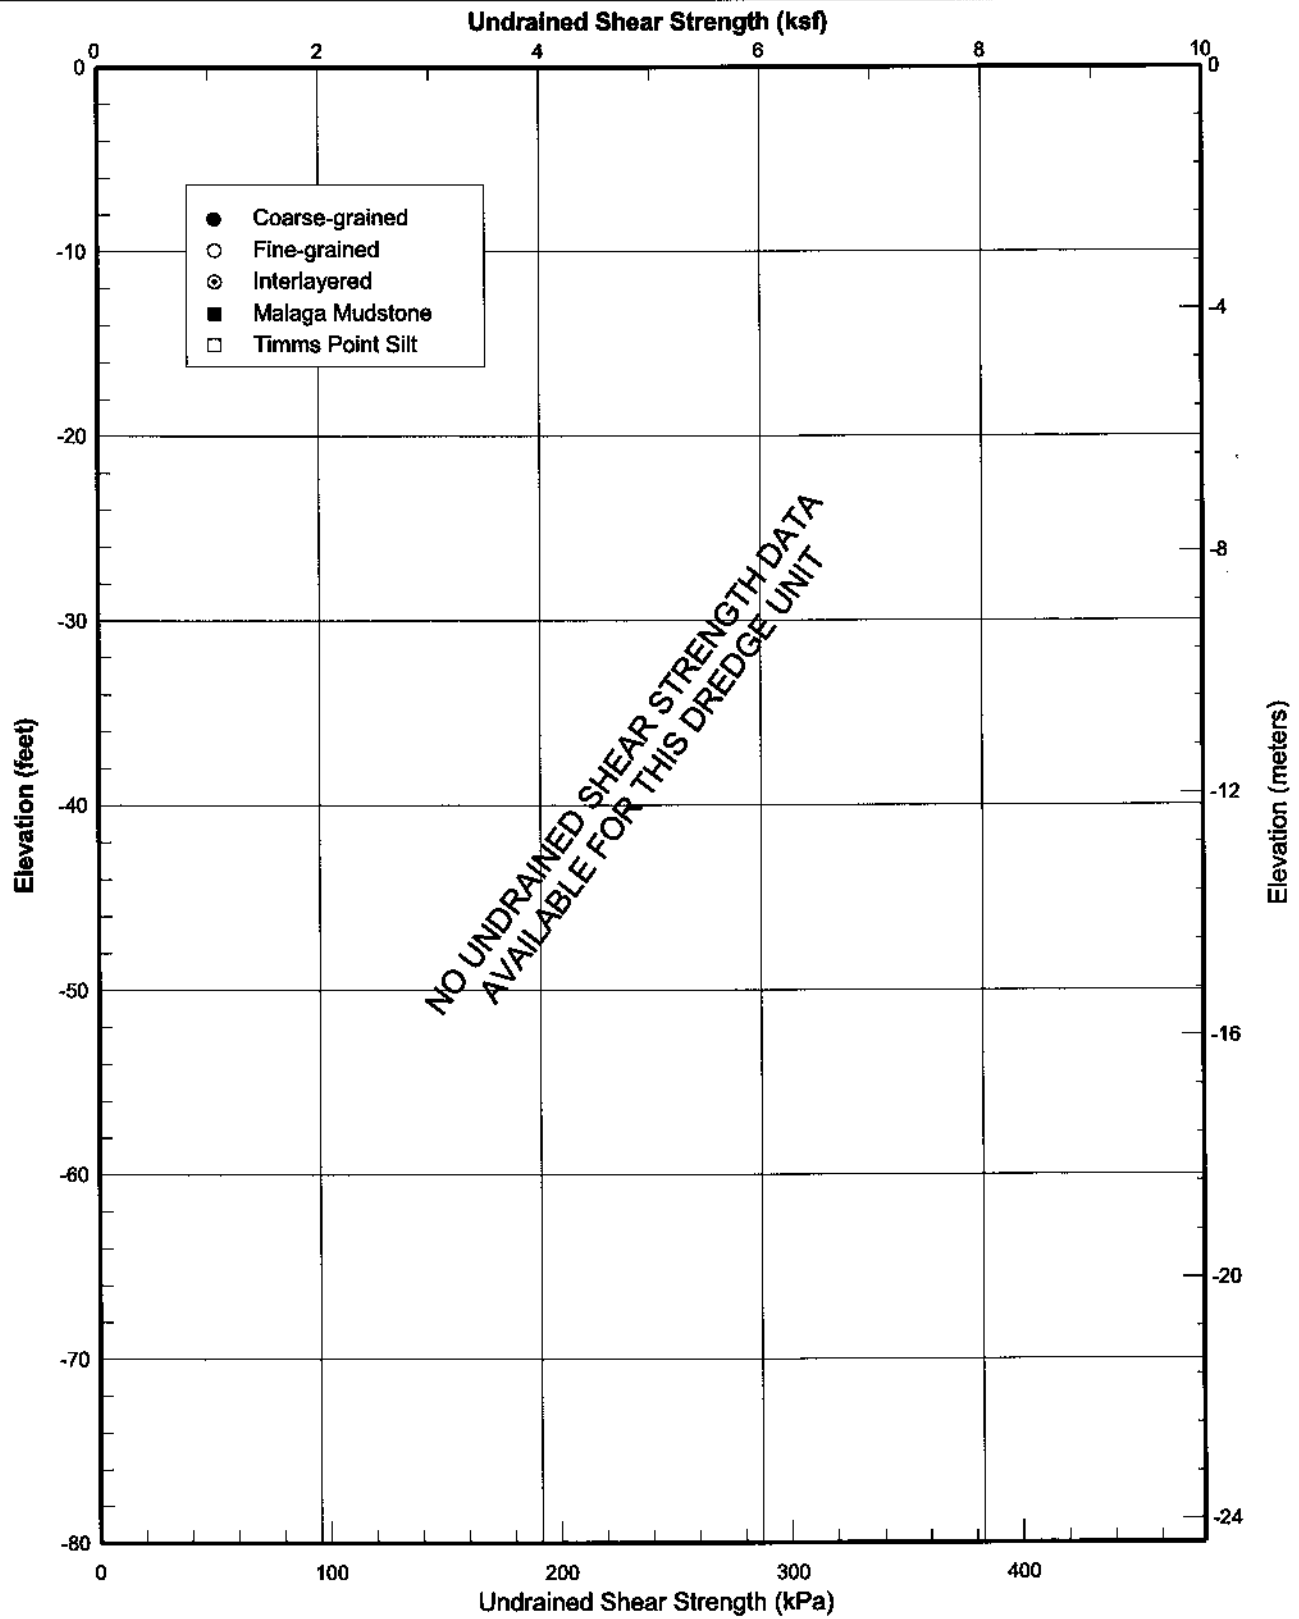 Undrained Shear Strength (ksf)
0 2 4 6 8 10
0 0
Coarse-grained
-10 Fine-grained
Interlayered
Malaga Mudstone -4
Timms Point Silt
-20
NO UNDRAINED SHEAR STRENGTH DATA
AVAILABLE FOR THIS DREDGE UNIT
-8
-30
Elevation (feet)
Elevation (meters)
-12
-40
-50
-16
-60
-20
-70
-24
-80
0 100 200 300 400
Undrained Shear Strength (kPa)